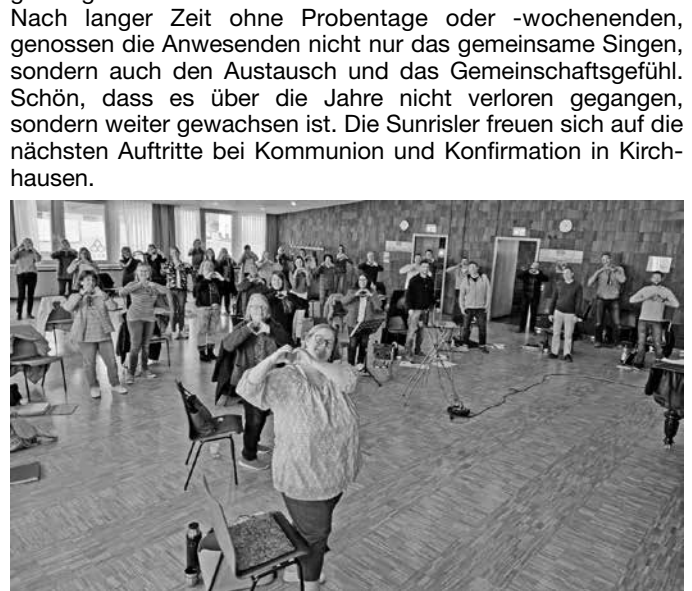 Nach langer Zeit ohne Probentage oder -wochenenden,
genossen die Anwesenden nicht nur das gemeinsame Singen,
sondern auch den Austausch und das Gemeinschaftsgefühl.
Schön, dass es über die Jahre nicht verloren gegangen,
sondern weiter gewachsen ist. Die Sunrisler freuen sich auf die
nächsten Auftritte bei Kommunion und Konfirmation in Kirch-
hausen.